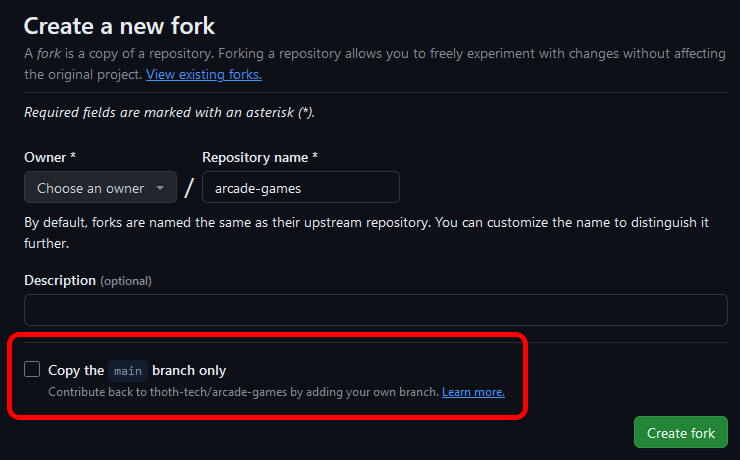 Create a new fork
A fork is a copy of a repository. Forking a repository allows you to freely experiment with changes without affecting
the original project. View existing forks.
Required fields are marked with an asterisk (*).
Owner * Repository name *
Choose an owner / arcade-games
By default, forks are named the same as their upstream repository. You can customize the name to distinguish it
further.
Description (optional)
Copy the main branch only
Contribute back to thoth-tech/arcade-games by adding your own branch. Learn more.
Create fork